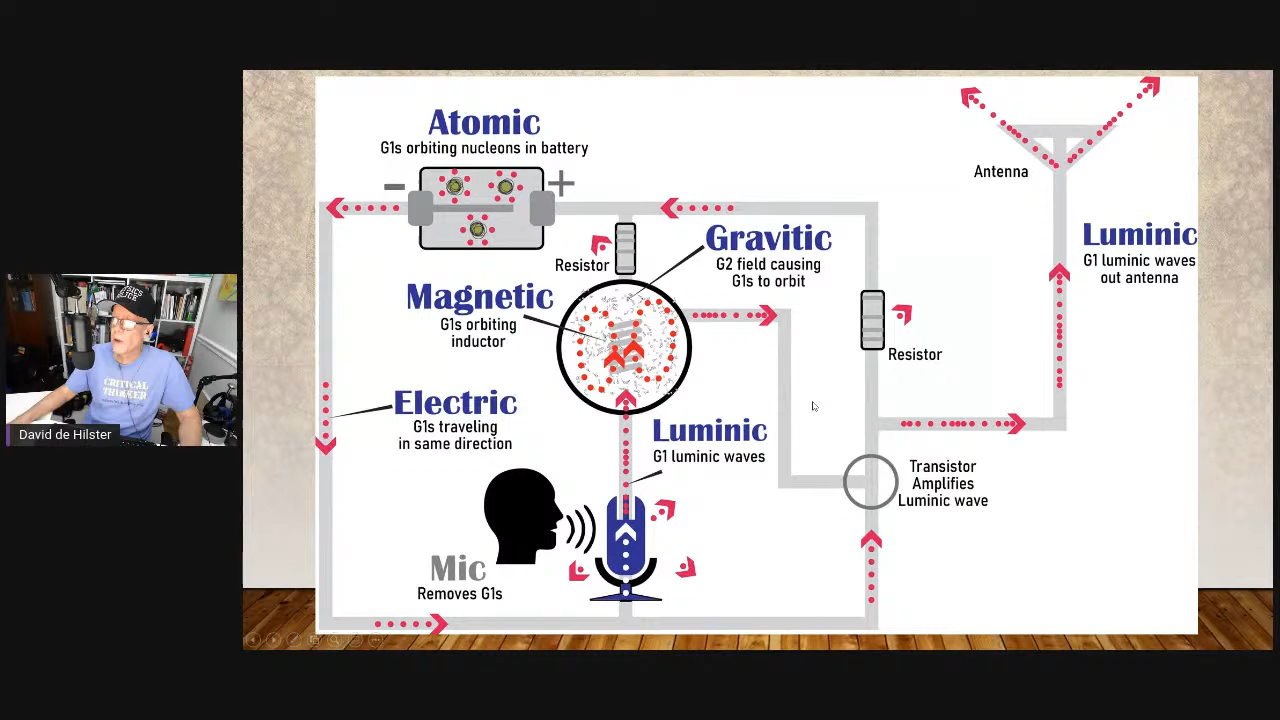 Atomic
G1s orbiting nucleons in battery
− +
Antenna
Resistor
Gravitic
G2 field causing
G1s to orbit
Luminic
G1 luminic waves
out antenna
Magnetic
G1s orbiting
inductor
Resistor
Electric
G1s traveling
in same direction
Luminic
G1 luminic waves
Transistor
Amplifies
Luminic wave
Mic
Removes G1s
CRITICAL
THINKER
David de Hilster